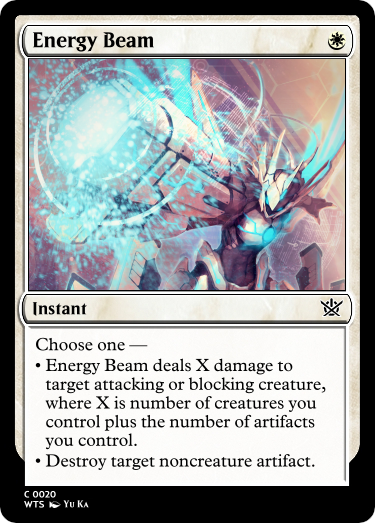 Energy Beam
Instant
Choose one —
• Energy Beam deals X damage to
target attacking or blocking creature,
where X is number of creatures you
control plus the number of artifacts
you control.
• Destroy target noncreature artifact.
C 0020
WTS Yu Ka